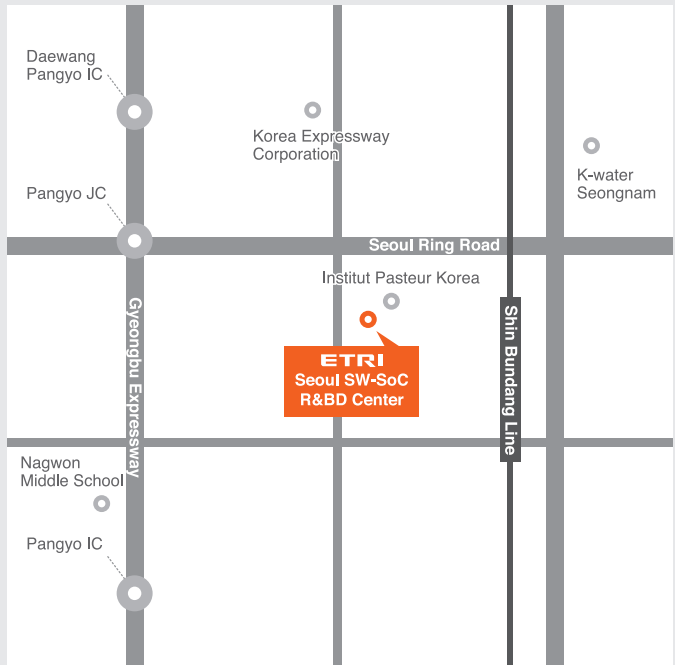 Daewang
Pangyo IC
Korea Expressway
Corporation
K-water
Seongnam
Pangyo JC
Seoul Ring Road
Institut Pasteur Korea
Gyeongbu Expressway
Shin Bundang Line
ETRI
Seoul SW-SoC
R&BD Center
Nagwon
Middle School
Pangyo IC